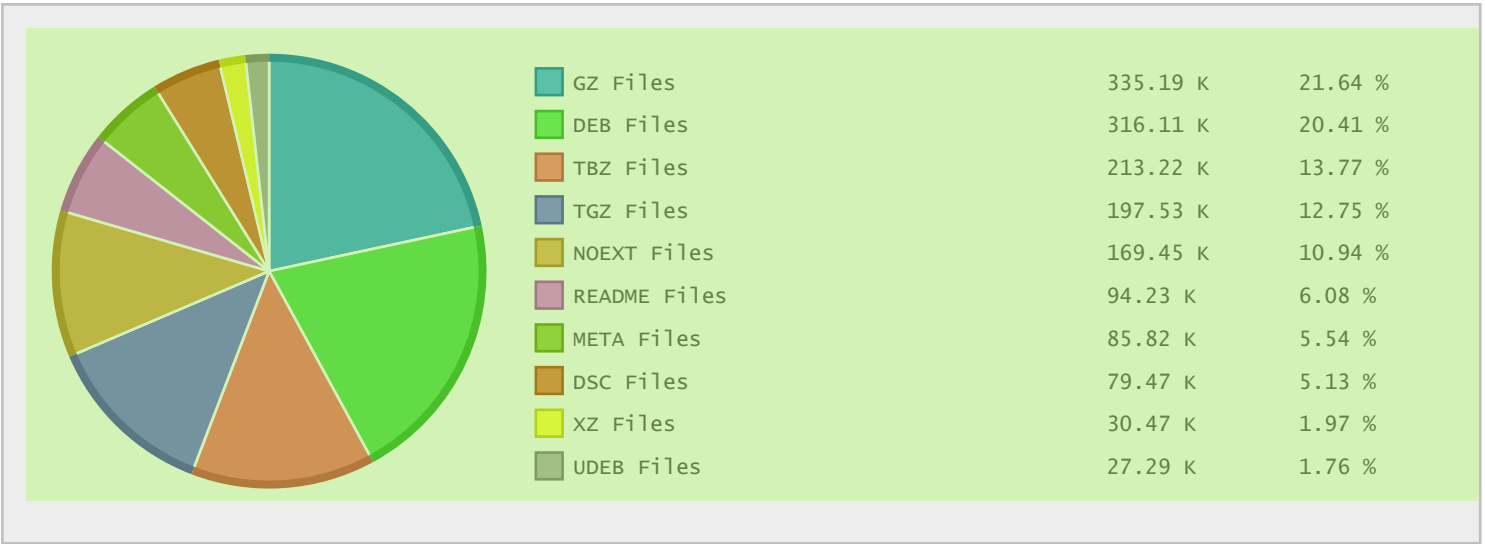 GZ Files 335.19 K 21.64 %
DEB Files 316.11 K 20.41 %
TBZ Files 213.22 K 13.77 %
TGZ Files 197.53 K 12.75 %
NOEXT Files 169.45 K 10.94 %
README Files 94.23 K 6.08 %
META Files 85.82 K 5.54 %
DSC Files 79.47 K 5.13 %
XZ Files 30.47 K 1.97 %
UDEB Files 27.29 K 1.76 %